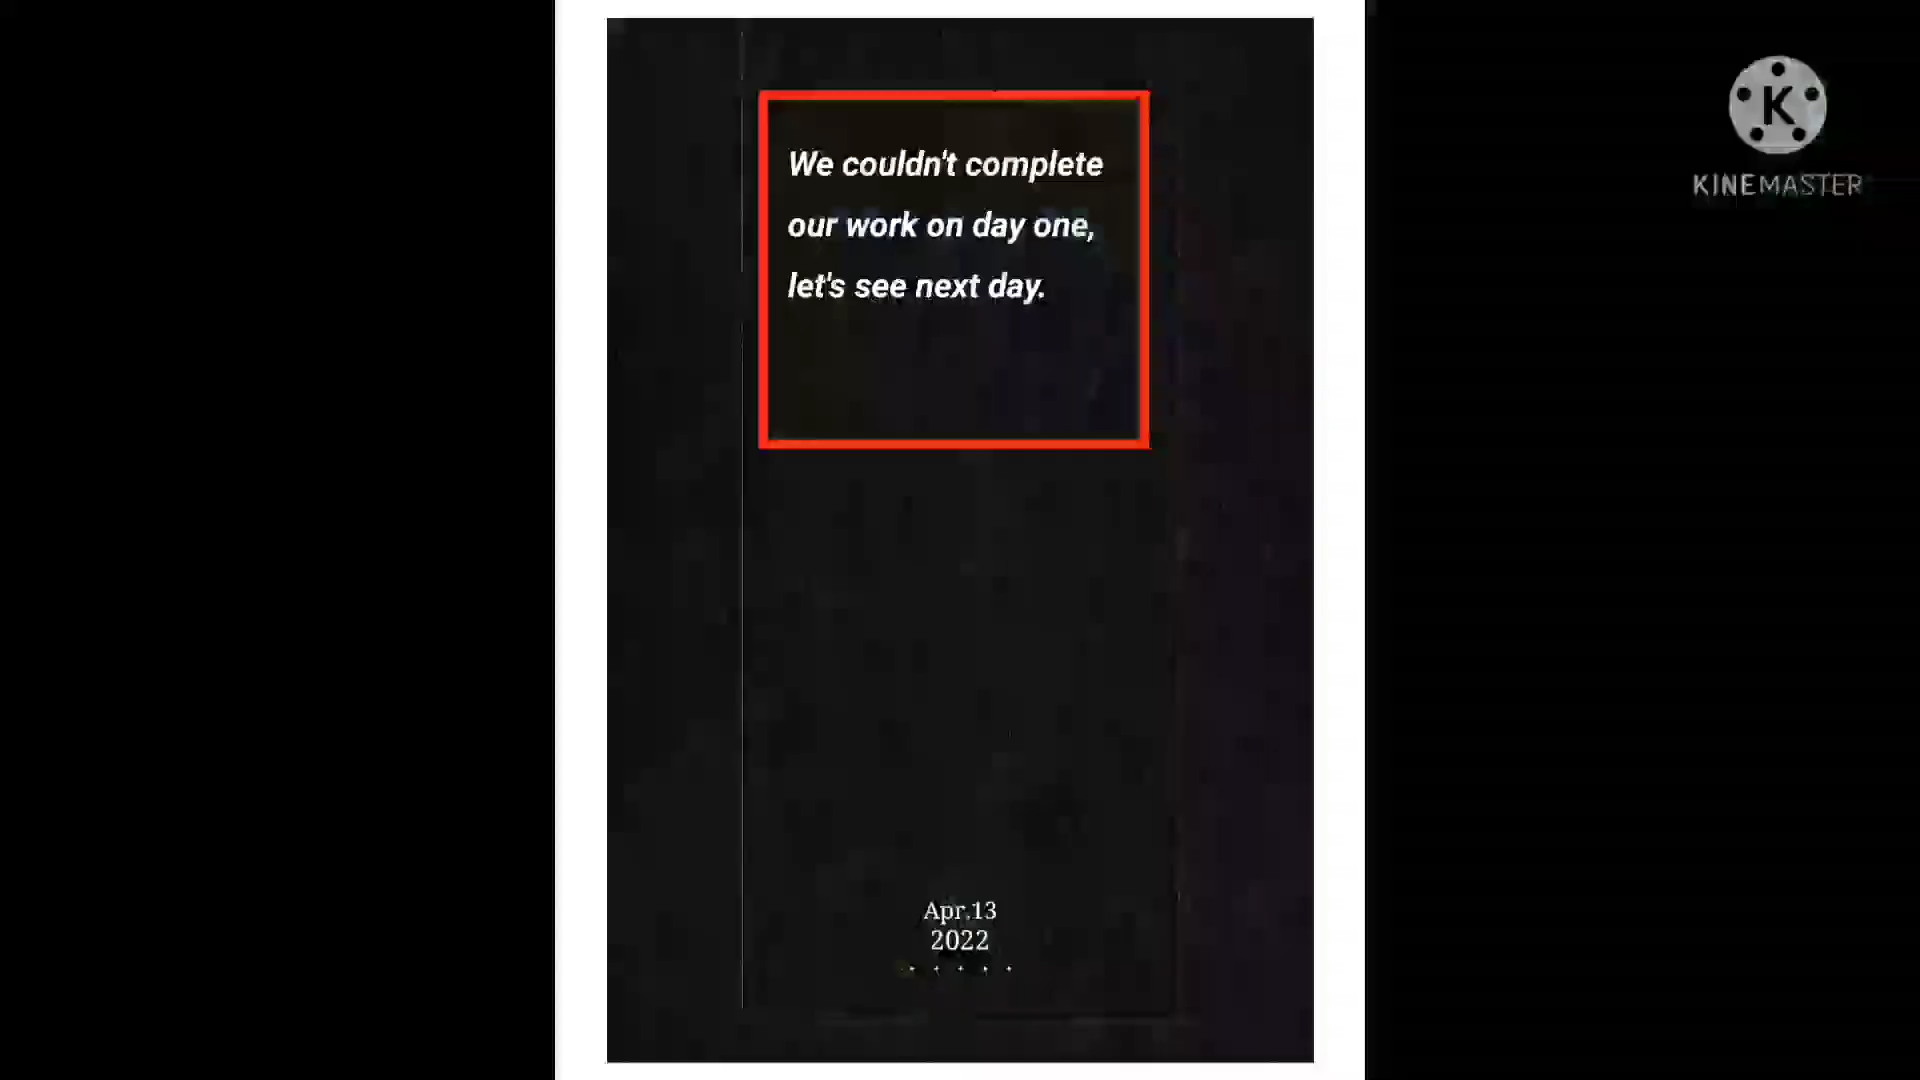 We couldn't complete
our work on day one,
let's see next day.
Apr.13
2022
K
KINEMASTER